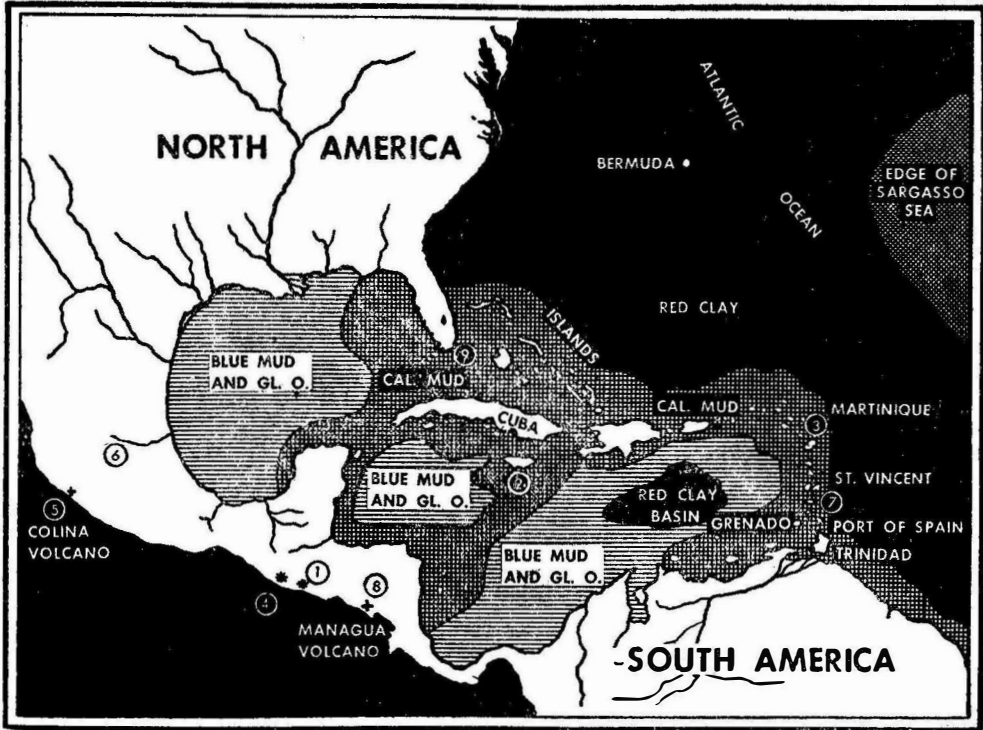 ATLANTIC
NORTH AMERICA
BERMUDA
EDGE OF
SARGASSO
SEA
OCEAN
RED CLAY
ISLANDS
9
BLUE MUD
AND GL. O.
CAL. MUD
CAL. MUD
MARTINIQUE
CUBA
3
6
BLUE MUD
AND GL. O.
2
RED CLAY
BASIN
ST. VINCENT
7
5
COLINA
VOLCANO
GRENADO
PORT OF SPAIN
TRINIDAD
BLUE MUD
AND GL. O.
1
8
4
MANAGUA
VOLCANO
SOUTH AMERICA